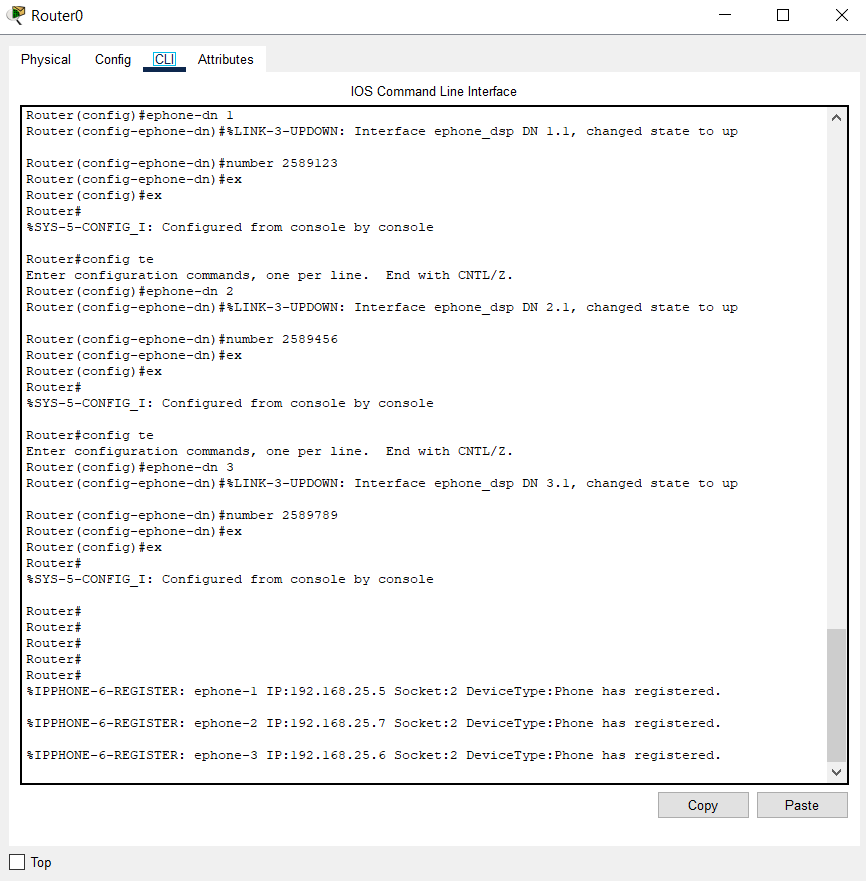 Router0
Physical Config CLI Attributes
IOS Command Line Interface
Router(config)#ephone-dn 1
Router(config-ephone-dn)#%LINK-3-UPDOWN: Interface ephone_dsp DN 1.1, changed state to up
Router(config-ephone-dn)#number 2589123
Router(config-ephone-dn)#ex
Router(config)#ex
Router#
%SYS-5-CONFIG_I: Configured from console by console
Router#config te
Enter configuration commands, one per line.  End with CNTL/Z.
Router(config)#ephone-dn 2
Router(config-ephone-dn)#%LINK-3-UPDOWN: Interface ephone_dsp DN 2.1, changed state to up
Router(config-ephone-dn)#number 2589456
Router(config-ephone-dn)#ex
Router(config)#ex
Router#
%SYS-5-CONFIG_I: Configured from console by console
Router#config te
Enter configuration commands, one per line.  End with CNTL/Z.
Router(config)#ephone-dn 3
Router(config-ephone-dn)#%LINK-3-UPDOWN: Interface ephone_dsp DN 3.1, changed state to up
Router(config-ephone-dn)#number 2589789
Router(config-ephone-dn)#ex
Router(config)#ex
Router#
%SYS-5-CONFIG_I: Configured from console by console
Router#
Router#
Router#
Router#
Router#
%IPPHONE-6-REGISTER: ephone-1 IP:192.168.25.5 Socket:2 DeviceType:Phone has registered.
%IPPHONE-6-REGISTER: ephone-2 IP:192.168.25.7 Socket:2 DeviceType:Phone has registered.
%IPPHONE-6-REGISTER: ephone-3 IP:192.168.25.6 Socket:2 DeviceType:Phone has registered.
Copy Paste
Top